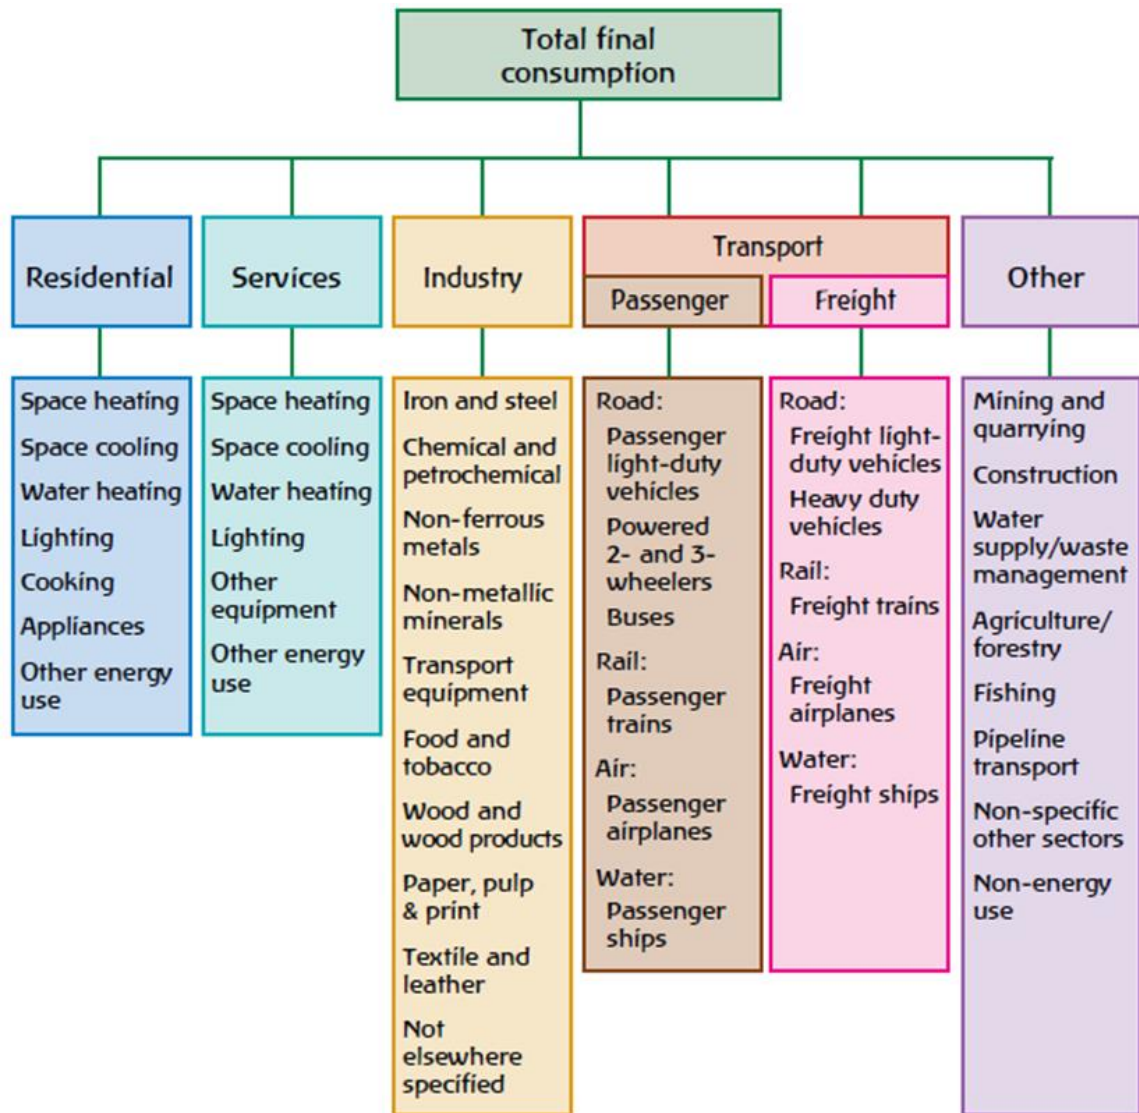 Total final
consumption
Residential
Services
Industry
Transport
Passenger
Freight
Other
Space heating
Space cooling
Water heating
Lighting
Cooking
Appliances
Other energy
use
Space heating
Space cooling
Water heating
Lighting
Other
equipment
Other energy
use
Iron and steel
Chemical and
petrochemical
Non-ferrous
metals
Non-metallic
minerals
Transport
equipment
Food and
tobacco
Wood and
wood products
Paper, pulp
& print
Textile and
leather
Not
elsewhere
specified
Road:
Passenger
light-duty
vehicles
Powered
2- and 3-
wheelers
Buses
Rail:
Passenger
trains
Air:
Passenger
airplanes
Water:
Passenger
ships
Road:
Freight light-
duty vehicles
Heavy duty
vehicles
Rail:
Freight trains
Air:
Freight
airplanes
Water:
Freight ships
Mining and
quarrying
Construction
Water
supply/waste
management
Agriculture/
forestry
Fishing
Pipeline
transport
Non-specific
other sectors
Non-energy
use